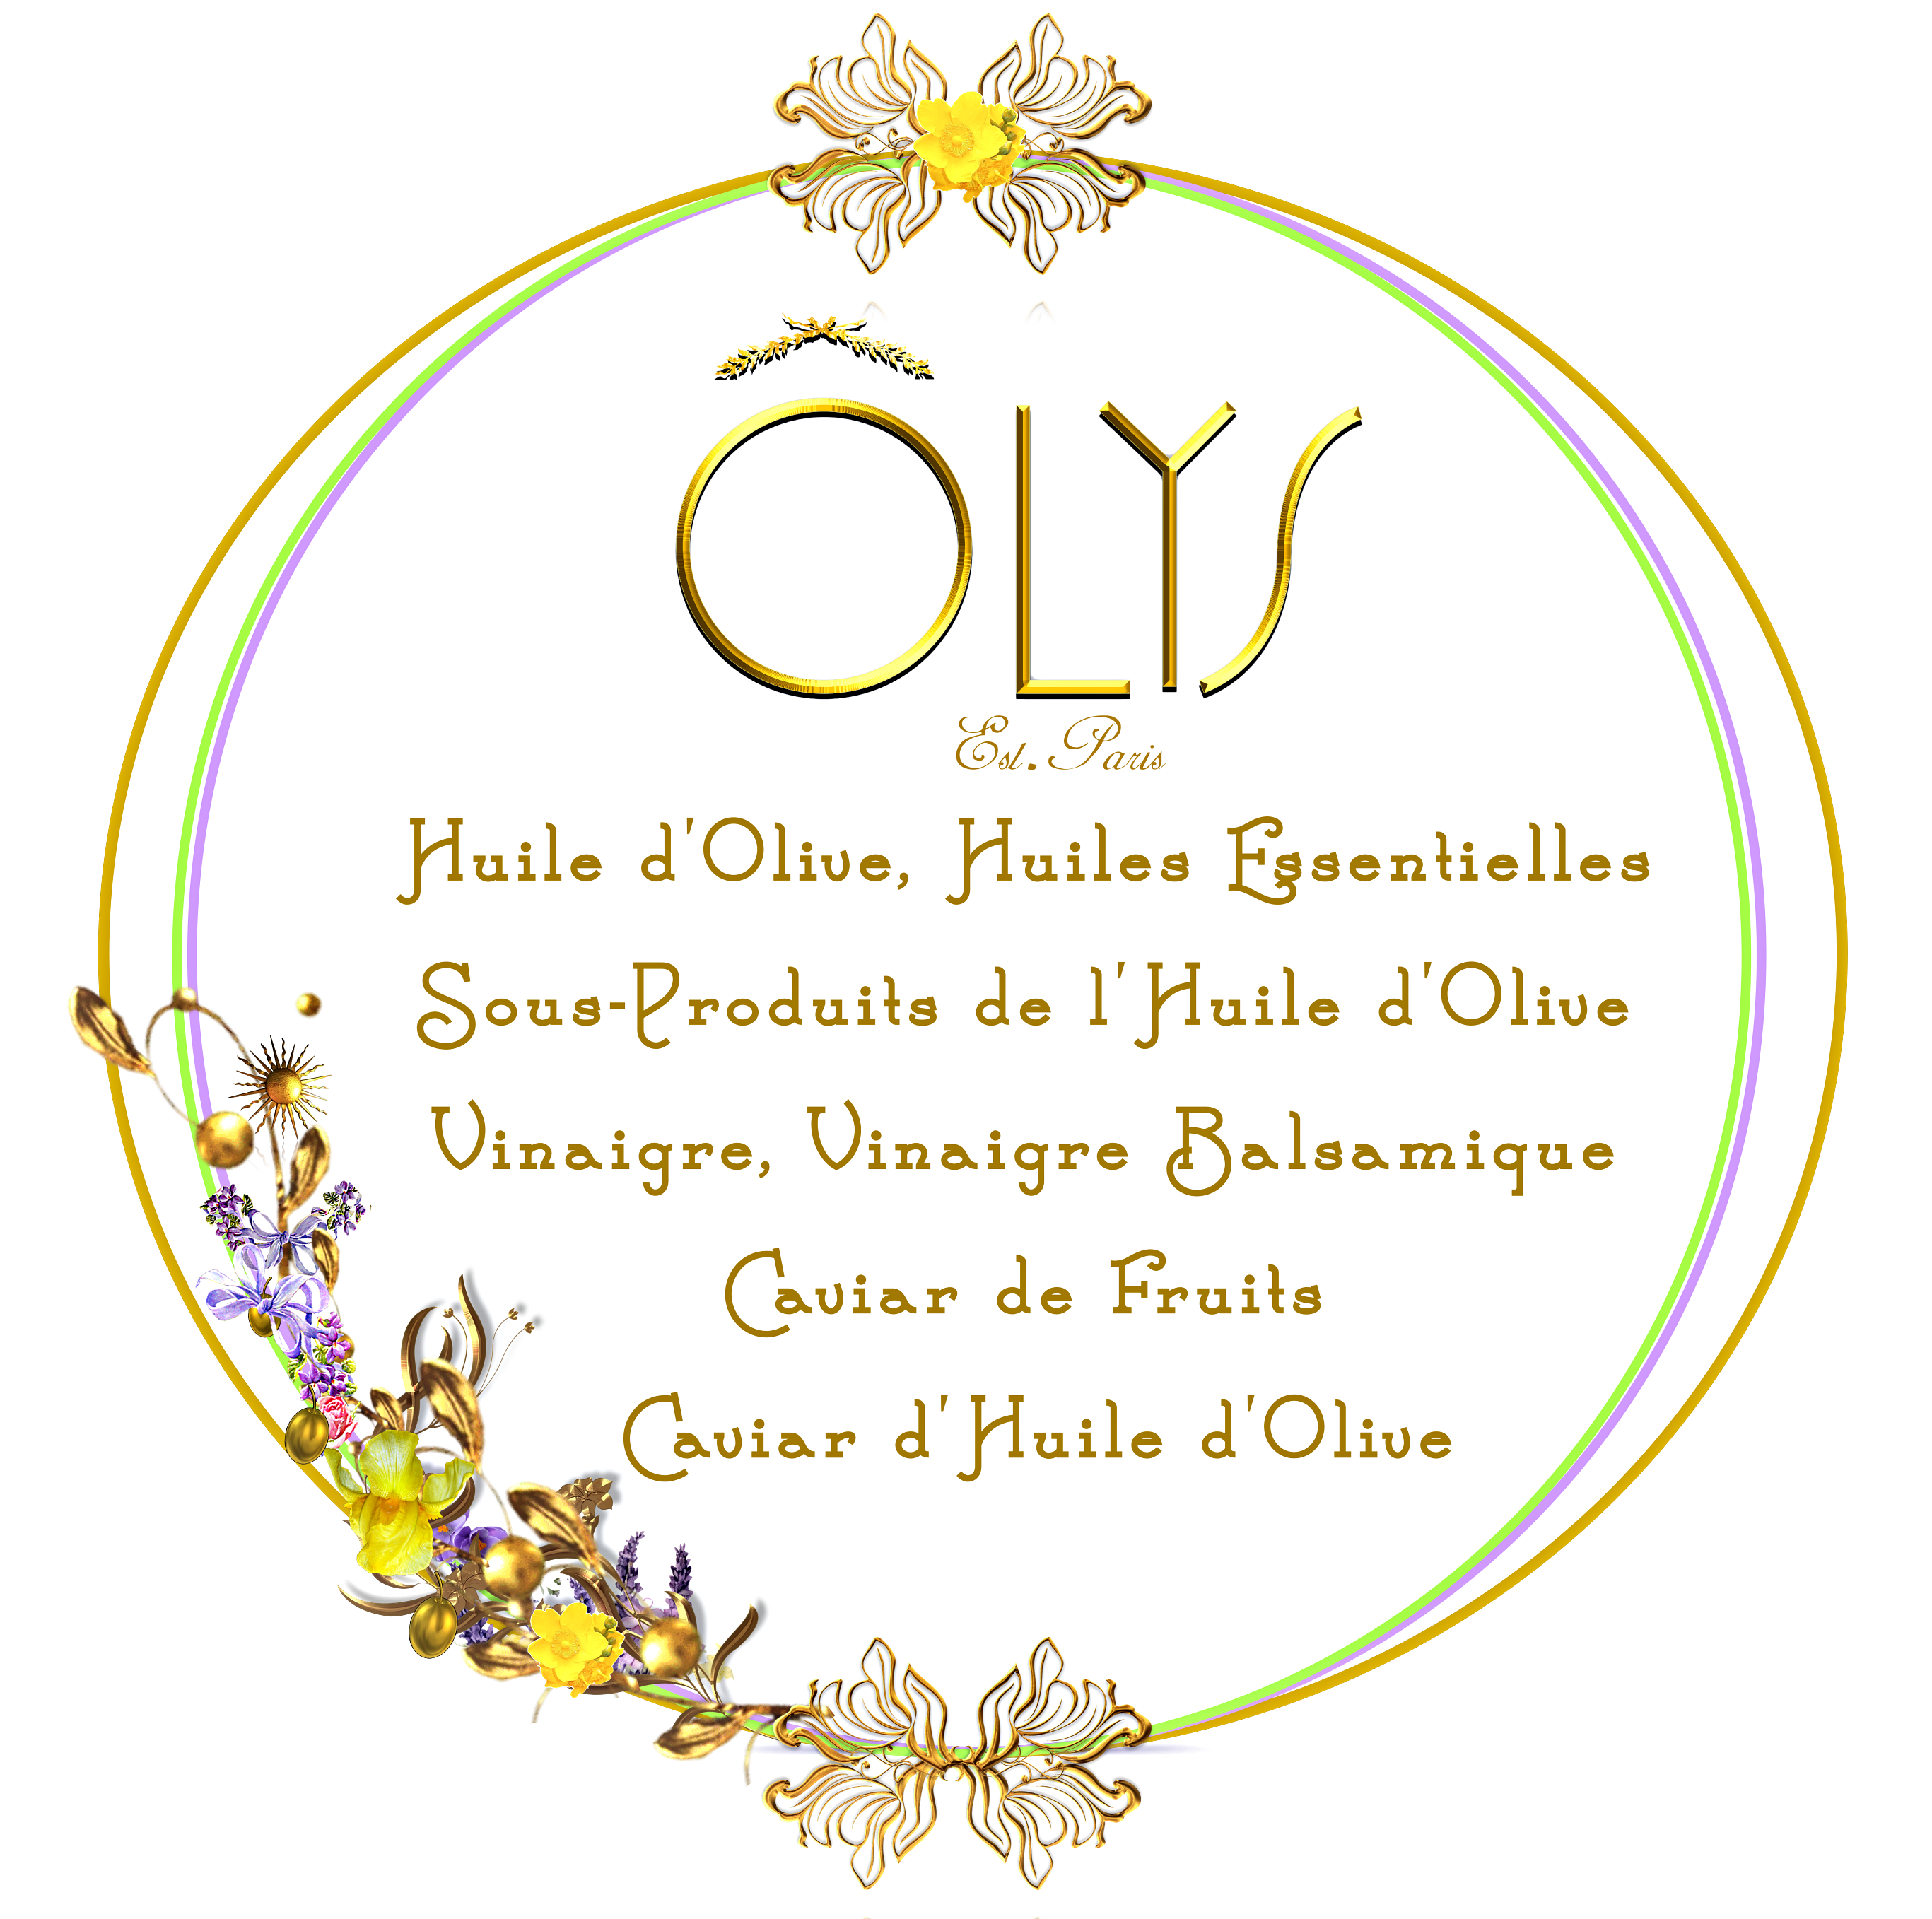 ÔLYS
Est. Paris
Huile d'Olive, Huiles Essentielles
Sous-Produits de l'Huile d'Olive
Vinaigre, Vinaigre Balsamique
Caviar de Fruits
Caviar d'Huile d'Olive